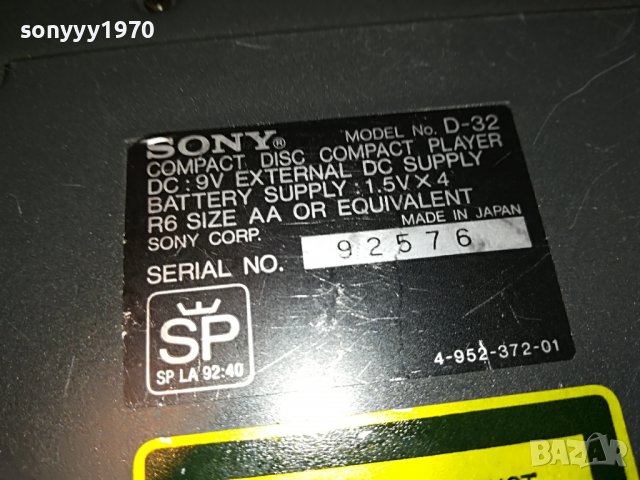 sonyyy1970
SONY®
MODEL No. D-32
COMPACT DISC COMPACT PLAYER
DC : 9V EXTERNAL DC SUPPLY
BATTERY SUPPLY : 1.5V × 4
R6 SIZE AA OR EQUIVALENT
SONY CORP.
MADE IN JAPAN
SERIAL NO.
92576
SP
SP LA 92:40
4-952-372-01
BAZAR
bg